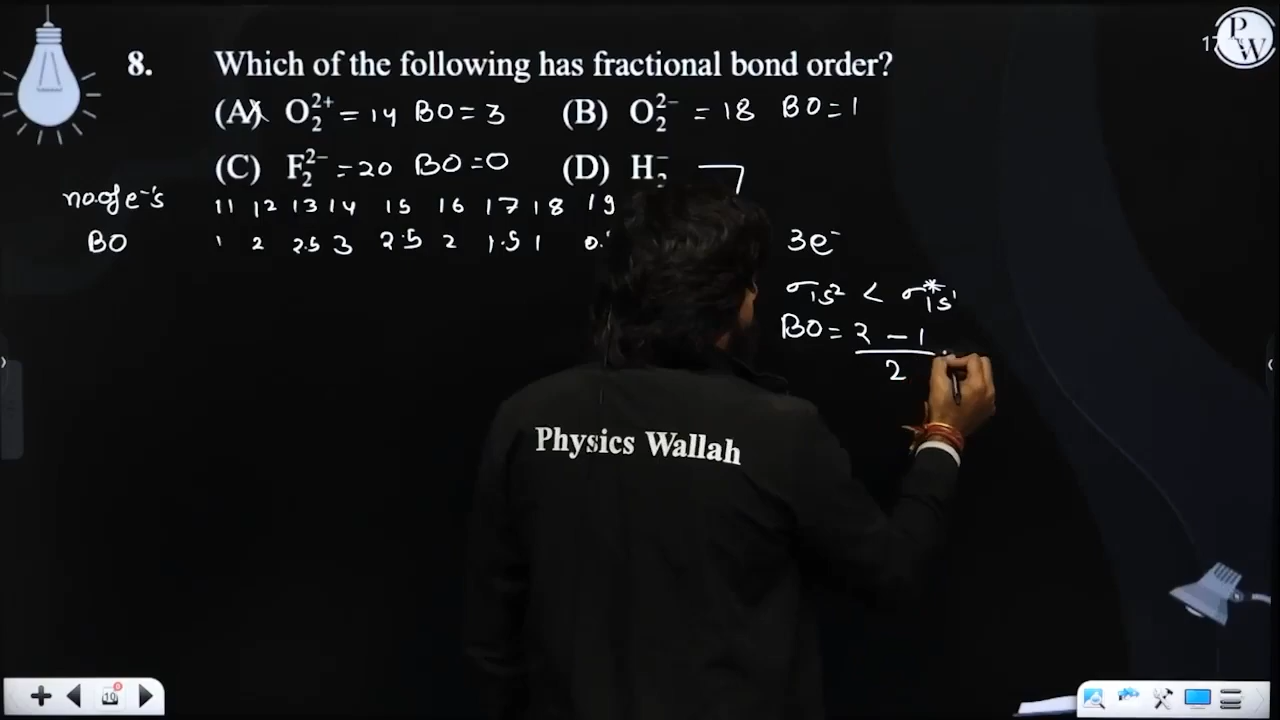 8. Which of the following has fractional bond order?
(A) O₂²⁺ = 14 BO = 3 (B) O₂²⁻ = 18 BO = 1
(C) F₂²⁻ = 20 BO = 0 (D) H₂⁻
no. of e⁻'s 11 12 13 14 15 16 17 18 19
BO 1 2 2.5 3 2.5 2 1.5 1
3e⁻
σ1s² < σ*1s¹
BO = 2 - 1
2
Physics Wallah
PW